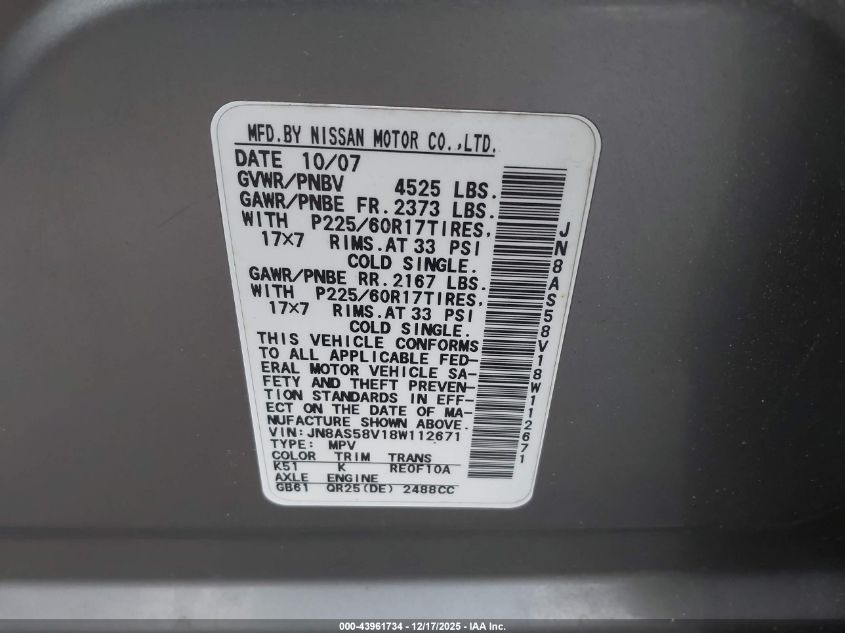 MFD.BY NISSAN MOTOR CO.,LTD.
DATE 10/07
GVWR/PNBV 4525 LBS.
GAWR/PNBE FR. 2373 LBS.
WITH P225/60R17TIRES,
17×7 RIMS.AT 33 PSI
COLD SINGLE.
GAWR/PNBE RR. 2167 LBS.
WITH P225/60R17TIRES,
17×7 RIMS.AT 33 PSI
COLD SINGLE.
THIS VEHICLE CONFORMS
TO ALL APPLICABLE FED-
ERAL MOTOR VEHICLE SA-
FETY AND THEFT PREVEN-
TION STANDARDS IN EFF-
ECT ON THE DATE OF MA-
NUFACTURE SHOWN ABOVE.
VIN: JN8AS58V18W112671
TYPE: MPV
COLOR TRIM TRANS
K51 K RE0F10A
AXLE ENGINE
GB61 QR25(DE) 2488CC
JN8AS58V18W112671
000-43961734 — 12/17/2025 - IAA Inc.